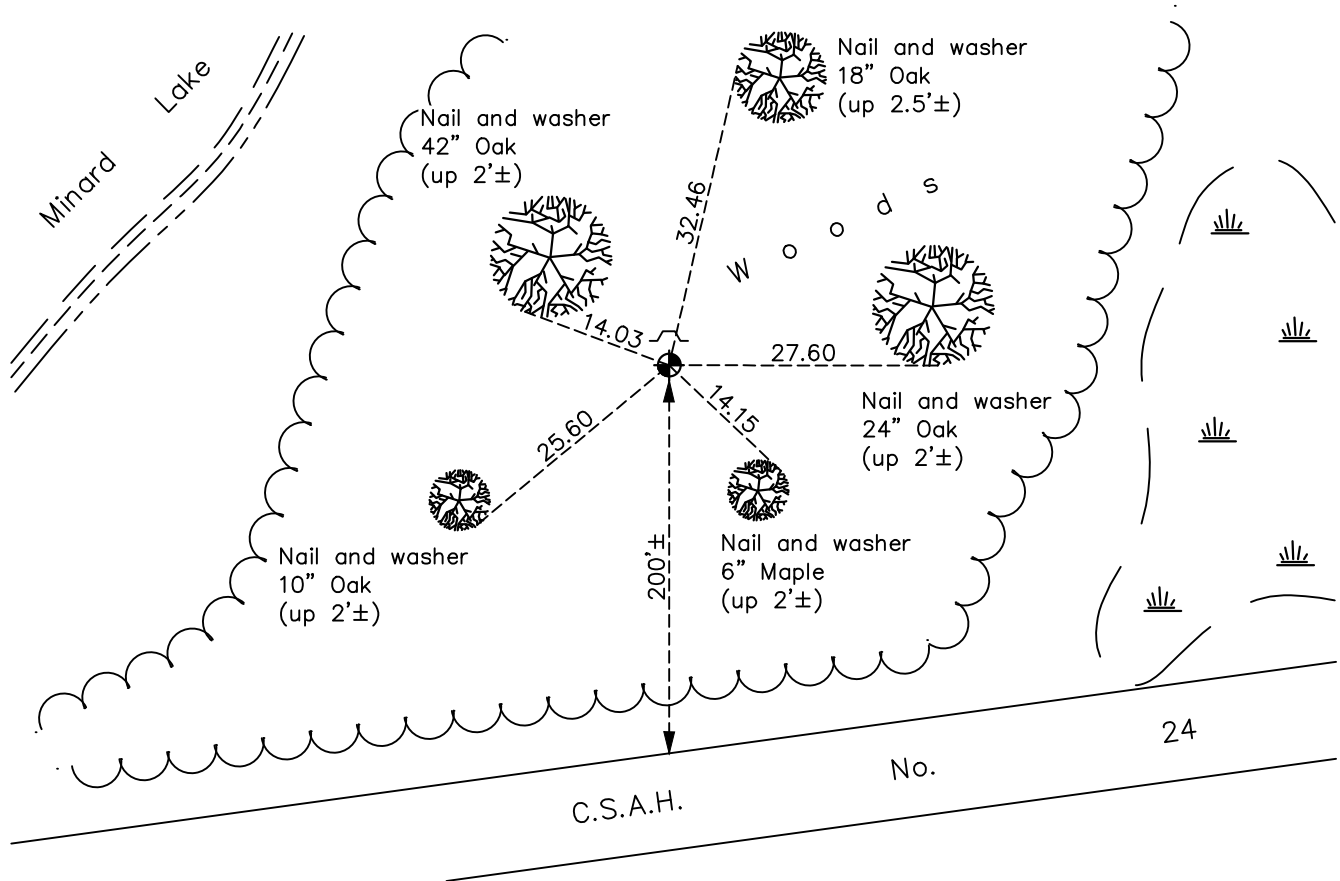 Minard Lake
Nail and washer
42” Oak
(up 2’±)
Nail and washer
18” Oak
(up 2.5’±)
Woods
32.46
14.03
27.60
14.15
25.60
Nail and washer
24” Oak
(up 2’±)
Nail and washer
10” Oak
(up 2’±)
200’±
Nail and washer
6” Maple
(up 2’±)
C.S.A.H. No. 24